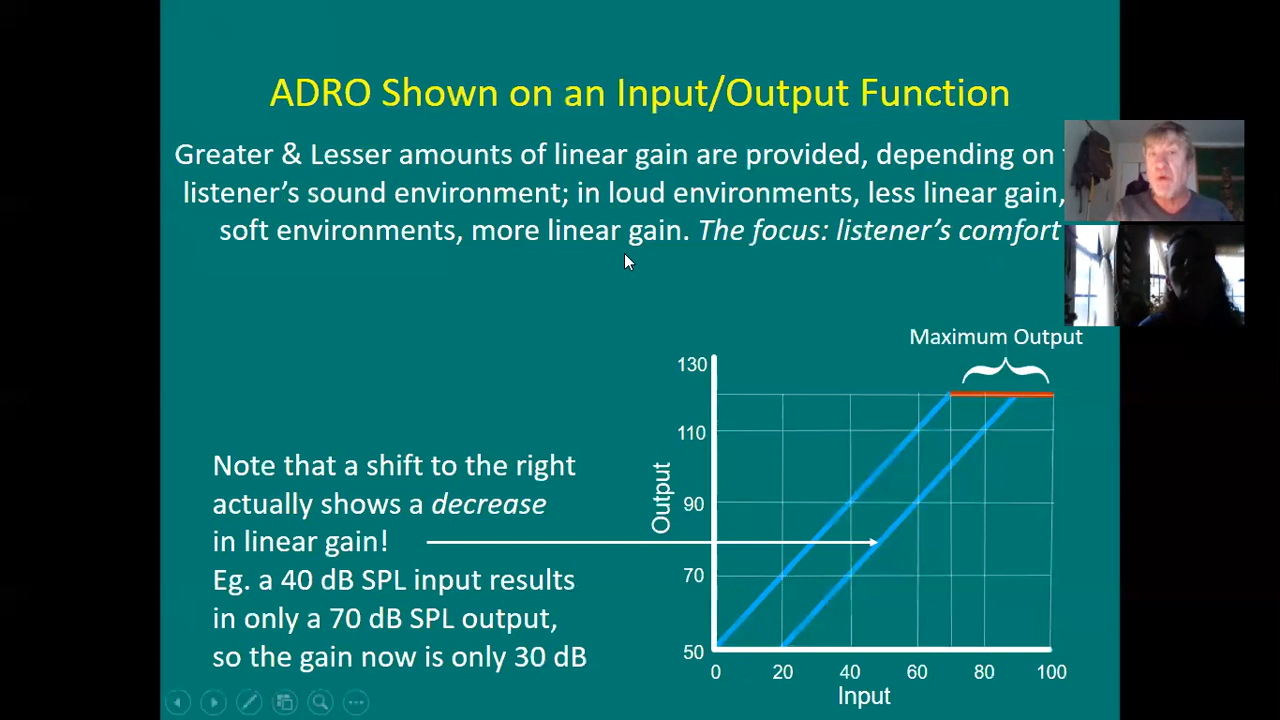 ADRO Shown on an Input/Output Function
Greater & Lesser amounts of linear gain are provided, depending on
listener's sound environment; in loud environments, less linear gain,
soft environments, more linear gain. The focus: listener's comfort
Maximum Output
130
110
90
70
50
Output
0 20 40 60 80 100
Input
Note that a shift to the right
actually shows a decrease
in linear gain!
Eg. a 40 dB SPL input results
in only a 70 dB SPL output,
so the gain now is only 30 dB